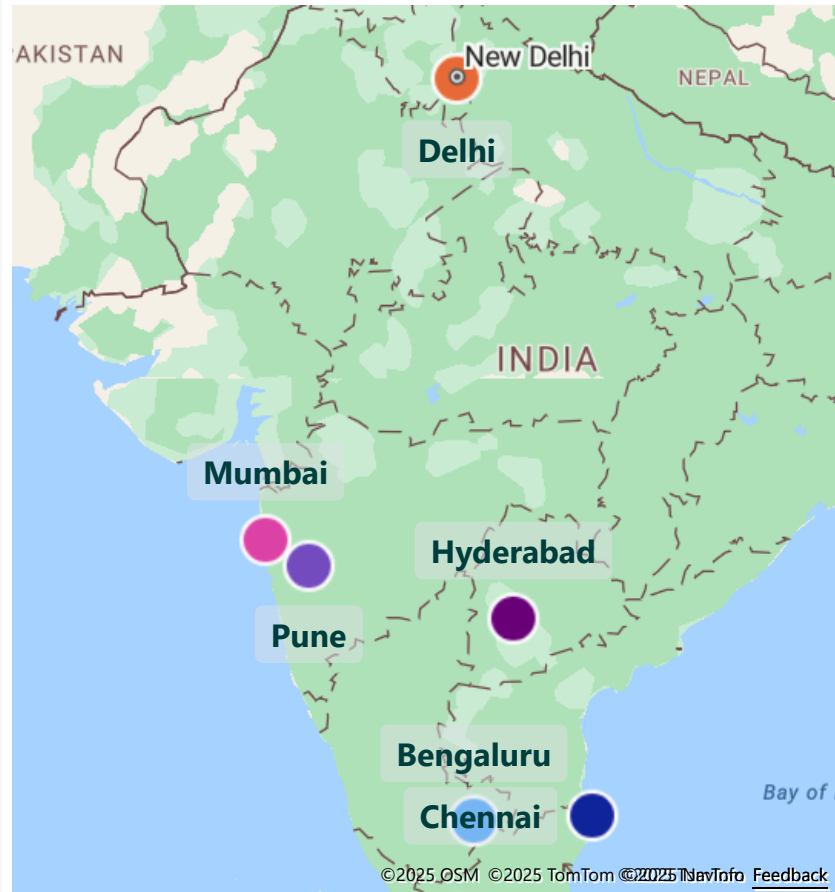 AKISTAN
New Delhi
NEPAL
Delhi
INDIA
Mumbai
Hyderabad
Pune
Bengaluru
Chennai
Bay of
©2025 OSM ©2025 TomTom Feedback